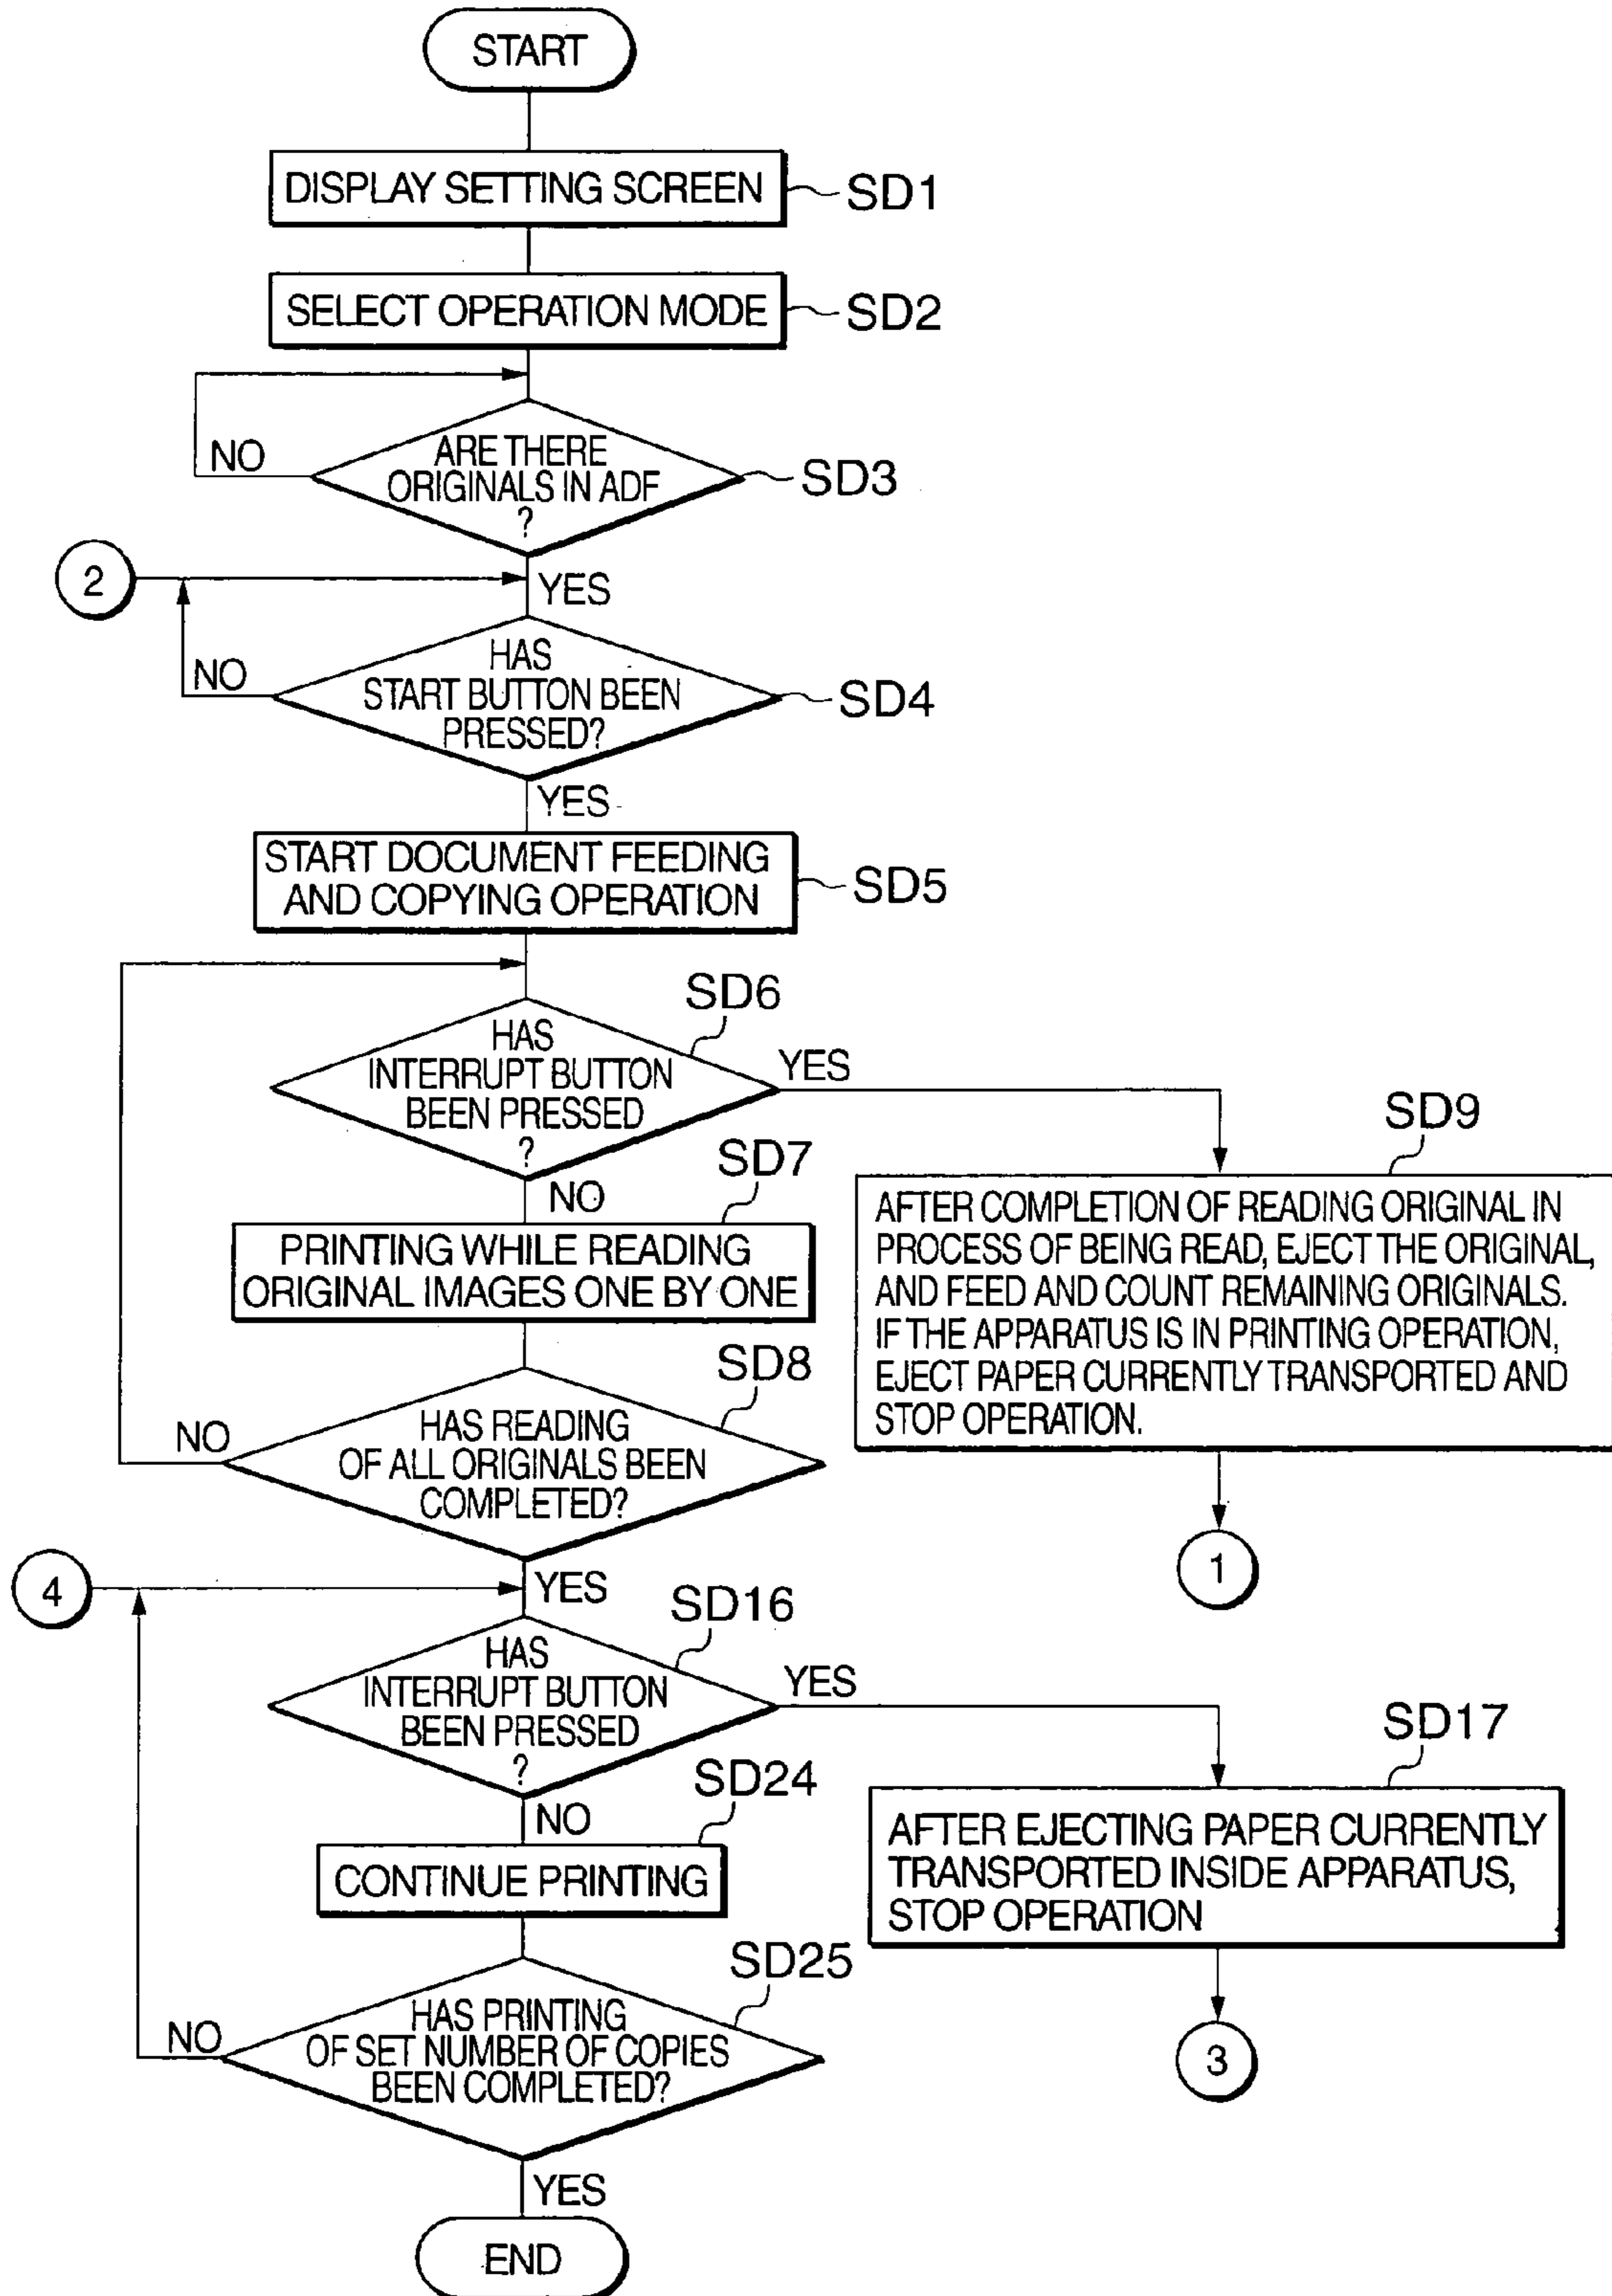 START
DISPLAY SETTING SCREEN
SD1
SELECT OPERATION MODE
SD2
ARE THERE
ORIGINALS IN ADF
?
NO
SD3
2
YES
HAS
START BUTTON BEEN
PRESSED?
NO
SD4
YES
START DOCUMENT FEEDING
AND COPYING OPERATION
SD5
SD6
HAS
INTERRUPT BUTTON
BEEN PRESSED
?
YES
NO
SD7
PRINTING WHILE READING
ORIGINAL IMAGES ONE BY ONE
SD9
AFTER COMPLETION OF READING ORIGINAL IN
PROCESS OF BEING READ, EJECT THE ORIGINAL,
AND FEED AND COUNT REMAINING ORIGINALS.
IF THE APPARATUS IS IN PRINTING OPERATION,
EJECT PAPER CURRENTLY TRANSPORTED AND
STOP OPERATION.
SD8
HAS READING
OF ALL ORIGINALS BEEN
COMPLETED?
NO
1
4
YES
SD16
HAS
INTERRUPT BUTTON
BEEN PRESSED
?
YES
NO
SD24
CONTINUE PRINTING
SD17
AFTER EJECTING PAPER CURRENTLY
TRANSPORTED INSIDE APPARATUS,
STOP OPERATION
SD25
HAS PRINTING
OF SET NUMBER OF COPIES
BEEN COMPLETED?
NO
3
YES
END